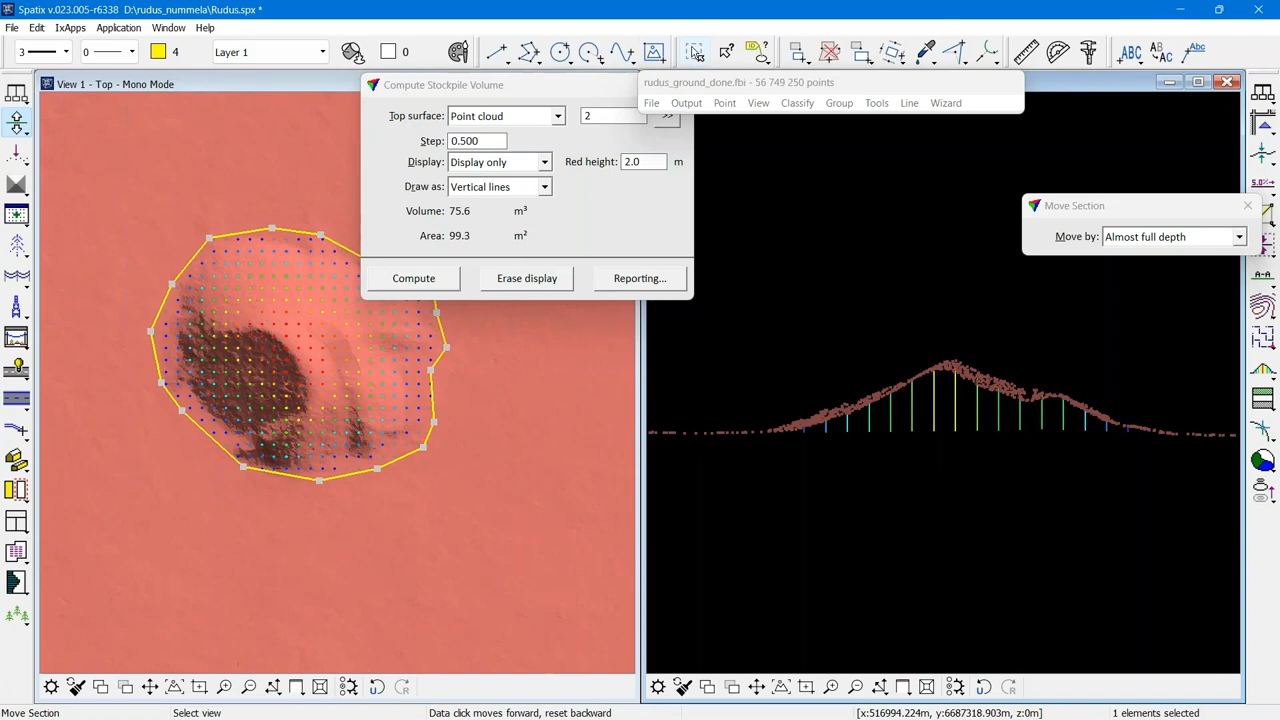 Spatix v.023.005-r6338 D:\rudus_nummela\Rudus.spx *
File Edit IxApps Application Window Help
3 0 4 Layer 1 0 ABC ABC Abc
View 1 - Top - Mono Mode
Compute Stockpile Volume
Top surface: Point cloud 2 >>
Step: 0.500
Display: Display only Red height: 2.0 m
Draw as: Vertical lines
Volume: 75.6 m³
Area: 99.3 m²
Compute Erase display Reporting...
rudus_ground_done.fbi - 56 749 250 points
File Output Point View Classify Group Tools Line Wizard
Move Section
Move by: Almost full depth
5.0%
A-A
Move Section Select view Data click moves forward, reset backward [x:516994.224m, y:6687318.903m, z:0m] 1 elements selected